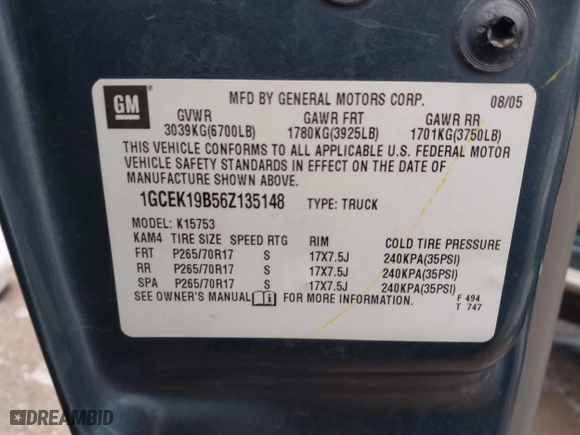 GM
MFD BY GENERAL MOTORS CORP. 08/05
GVWR GAWR FRT GAWR RR
3039KG(6700LB) 1780KG(3925LB) 1701KG(3750LB)
THIS VEHICLE CONFORMS TO ALL APPLICABLE U.S. FEDERAL MOTOR
VEHICLE SAFETY STANDARDS IN EFFECT ON THE DATE OF
MANUFACTURE SHOWN ABOVE.
1GCEK19B56Z135148 TYPE: TRUCK
MODEL: K15753
KAM4 TIRE SIZE SPEED RTG RIM COLD TIRE PRESSURE
FRT P265/70R17 S 17X7.5J 240KPA(35PSI)
RR P265/70R17 S 17X7.5J 240KPA(35PSI)
SPA P265/70R17 S 17X7.5J 240KPA(35PSI)
SEE OWNER'S MANUAL i FOR MORE INFORMATION. F 494
T 747
DREAMBID